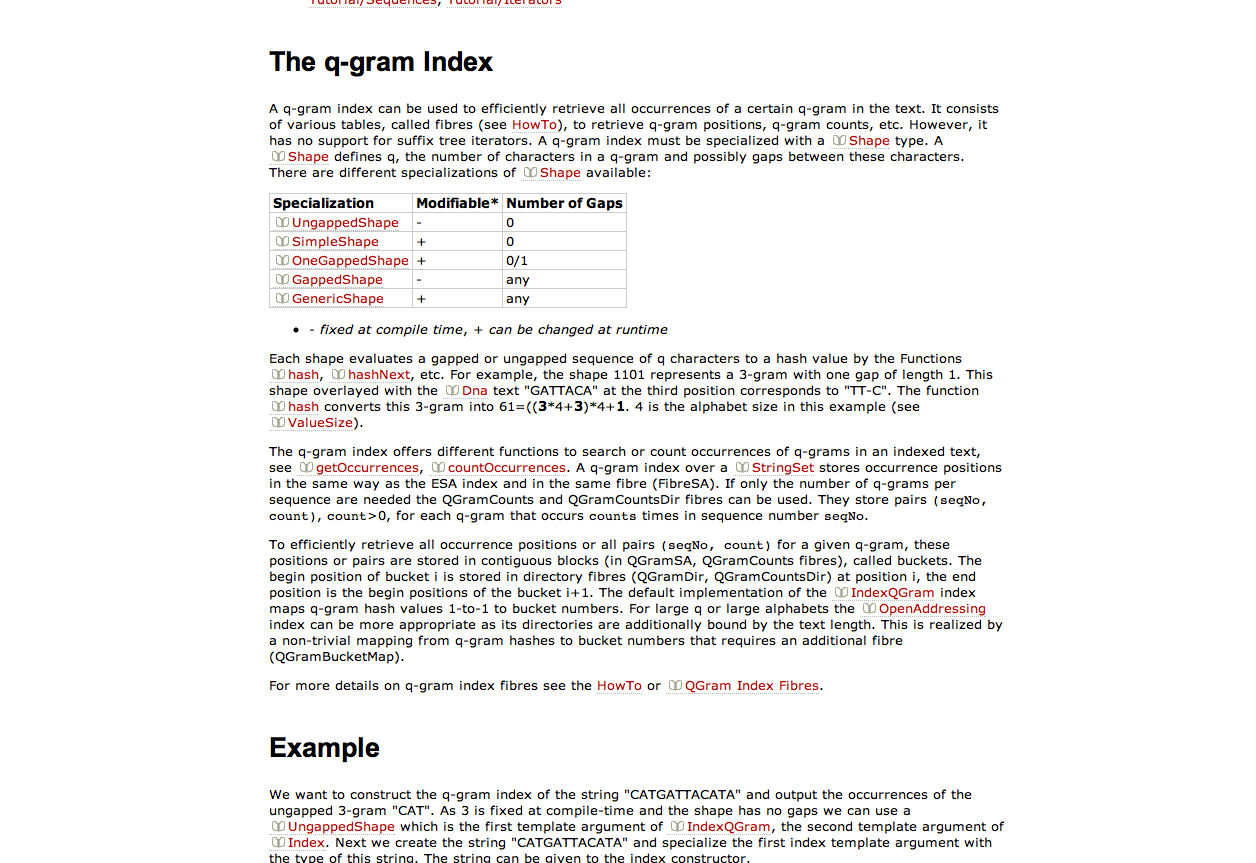 Tutorial/Sequences, Tutorial/Iterators
The q-gram Index
A q-gram index can be used to efficiently retrieve all occurrences of a certain q-gram in the text. It consists
of various tables, called fibres (see HowTo), to retrieve q-gram positions, q-gram counts, etc. However, it
has no support for suffix tree iterators. A q-gram index must be specialized with a Shape type. A
Shape defines q, the number of characters in a q-gram and possibly gaps between these characters.
There are different specializations of Shape available:
Specialization Modifiable* Number of Gaps
UngappedShape - 0
SimpleShape + 0
OneGappedShape + 0/1
GappedShape - any
GenericShape + any
• - fixed at compile time, + can be changed at runtime
Each shape evaluates a gapped or ungapped sequence of q characters to a hash value by the Functions
hash, hashNext, etc. For example, the shape 1101 represents a 3-gram with one gap of length 1. This
shape overlayed with the Dna text "GATTACA" at the third position corresponds to "TT-C". The function
hash converts this 3-gram into 61=((3*4+3)*4+1. 4 is the alphabet size in this example (see
ValueSize).
The q-gram index offers different functions to search or count occurrences of q-grams in an indexed text,
see getOccurrences, countOccurrences. A q-gram index over a StringSet stores occurrence positions
in the same way as the ESA index and in the same fibre (FibreSA). If only the number of q-grams per
sequence are needed the QGramCounts and QGramCountsDir fibres can be used. They store pairs (seqNo,
count), count>0, for each q-gram that occurs counts times in sequence number seqNo.
To efficiently retrieve all occurrence positions or all pairs (seqNo, count) for a given q-gram, these
positions or pairs are stored in contiguous blocks (in QGramSA, QGramCounts fibres), called buckets. The
begin position of bucket i is stored in directory fibres (QGramDir, QGramCountsDir) at position i, the end
position is the begin positions of the bucket i+1. The default implementation of the IndexQGram index
maps q-gram hash values 1-to-1 to bucket numbers. For large q or large alphabets the OpenAddressing
index can be more appropriate as its directories are additionally bound by the text length. This is realized by
a non-trivial mapping from q-gram hashes to bucket numbers that requires an additional fibre
(QGramBucketMap).
For more details on q-gram index fibres see the HowTo or QGram Index Fibres.
Example
We want to construct the q-gram index of the string "CATGATTACATA" and output the occurrences of the
ungapped 3-gram "CAT". As 3 is fixed at compile-time and the shape has no gaps we can use a
UngappedShape which is the first template argument of IndexQGram, the second template argument of
Index. Next we create the string "CATGATTACATA" and specialize the first index template argument with
the type of this string. The string can be given to the index constructor.